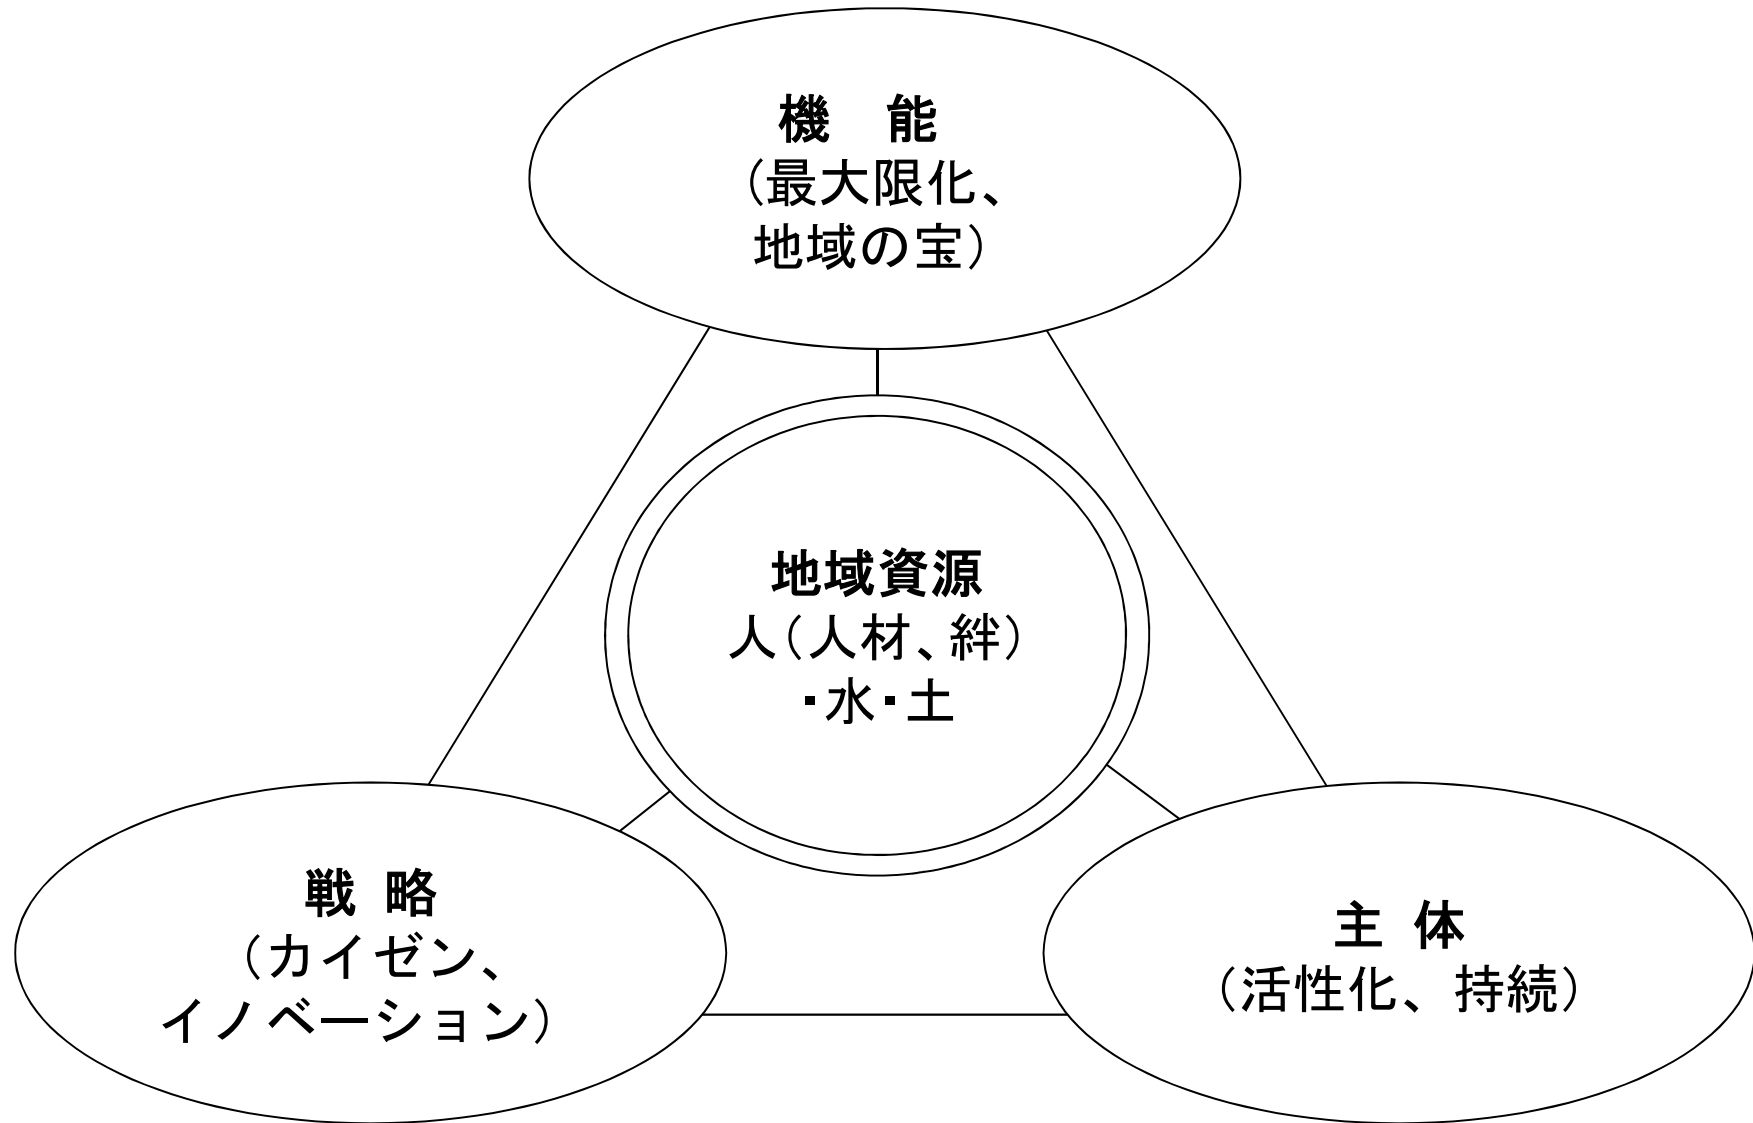 機　能
（最大限化、
地域の宝）
地域資源
人（人材、絆）
・水・土
戦 略
（カイゼン、
イノベーション）
主 体
（活性化、持続）